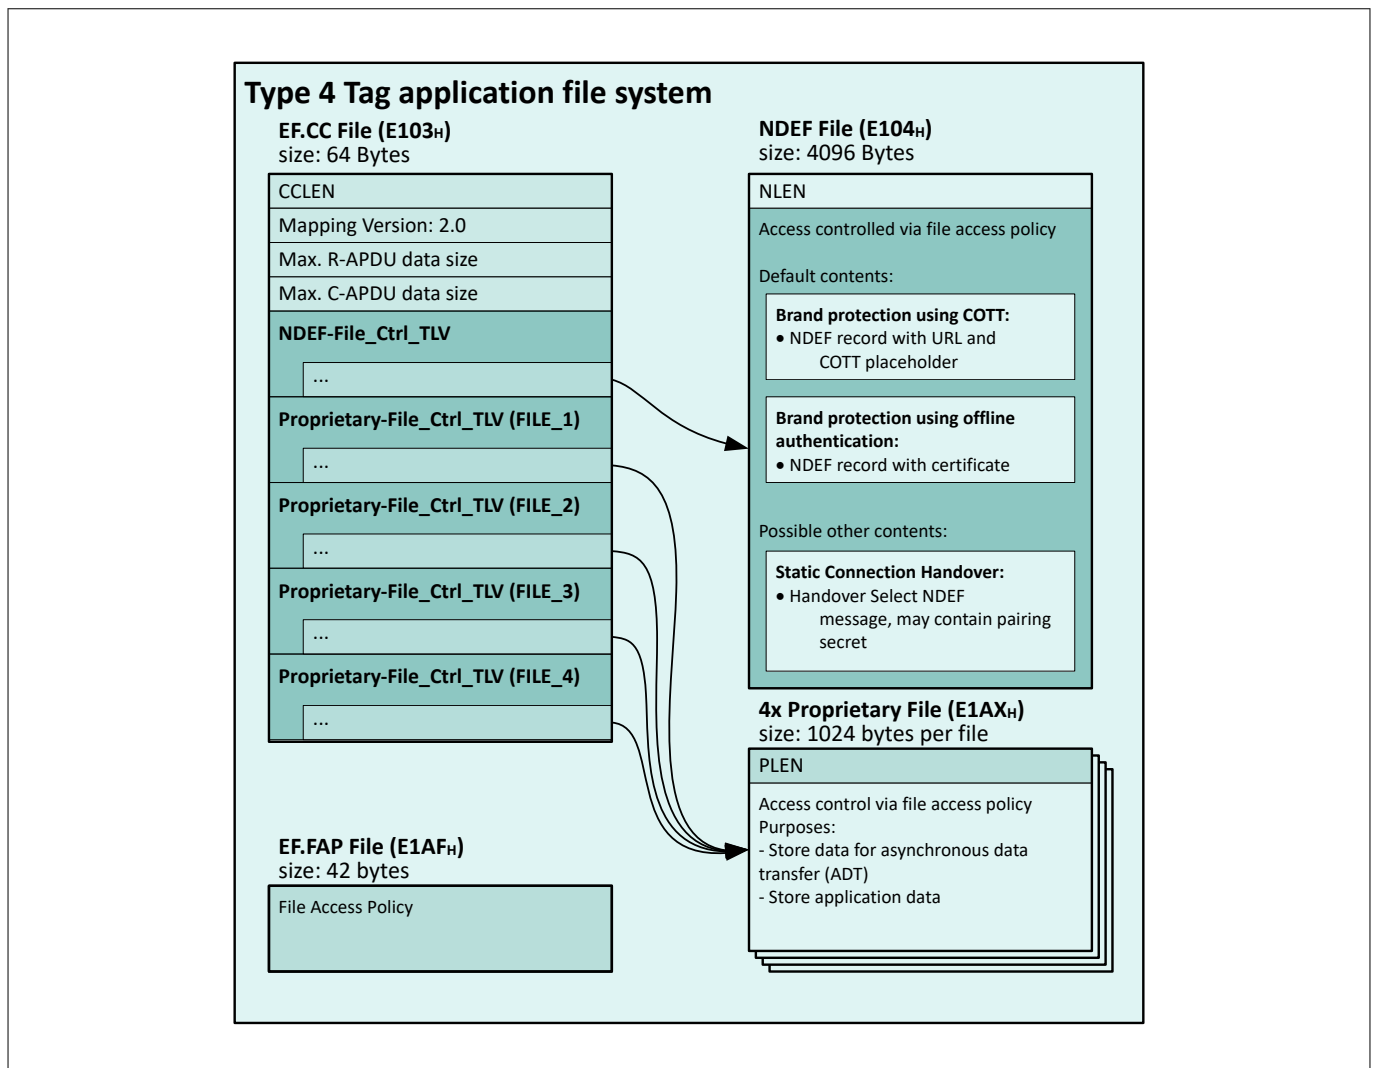 Type 4 Tag application file system
EF.CC File (E103H)
size: 64 Bytes
CCLEN
Mapping Version: 2.0
Max. R-APDU data size
Max. C-APDU data size
NDEF-File_Ctrl_TLV
...
Proprietary-File_Ctrl_TLV (FILE_1)
...
Proprietary-File_Ctrl_TLV (FILE_2)
...
Proprietary-File_Ctrl_TLV (FILE_3)
...
Proprietary-File_Ctrl_TLV (FILE_4)
...
EF.FAP File (E1AFH)
size: 42 bytes
File Access Policy
NDEF File (E104H)
size: 4096 Bytes
NLEN
Access controlled via file access policy
Default contents:
Brand protection using COTT:
• NDEF record with URL and
COTT placeholder
Brand protection using offline
authentication:
• NDEF record with certificate
Possible other contents:
Static Connection Handover:
• Handover Select NDEF
message, may contain pairing
secret
4x Proprietary File (E1AXH)
size: 1024 bytes per file
PLEN
Access control via file access policy
Purposes:
- Store data for asynchronous data
transfer (ADT)
- Store application data